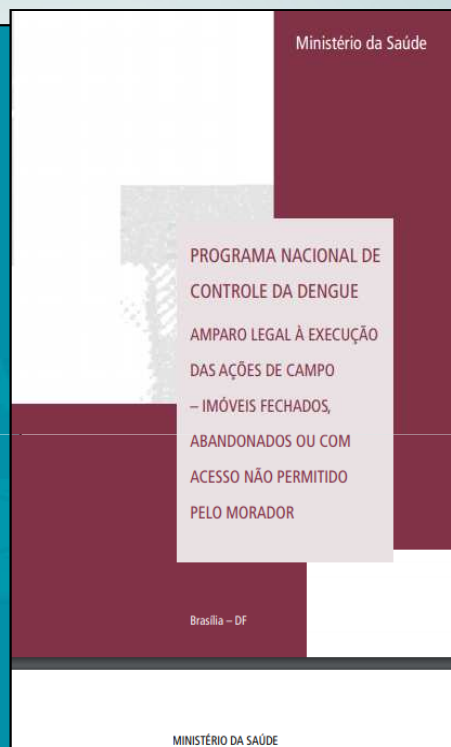 Ministério da Saúde
PROGRAMA NACIONAL DE
CONTROLE DA DENGUE
AMPARO LEGAL À EXECUÇÃO
DAS AÇÕES DE CAMPO
– IMÓVEIS FECHADOS,
ABANDONADOS OU COM
ACESSO NÃO PERMITIDO
PELO MORADOR
Brasília – DF
MINISTÉRIO DA SAÚDE